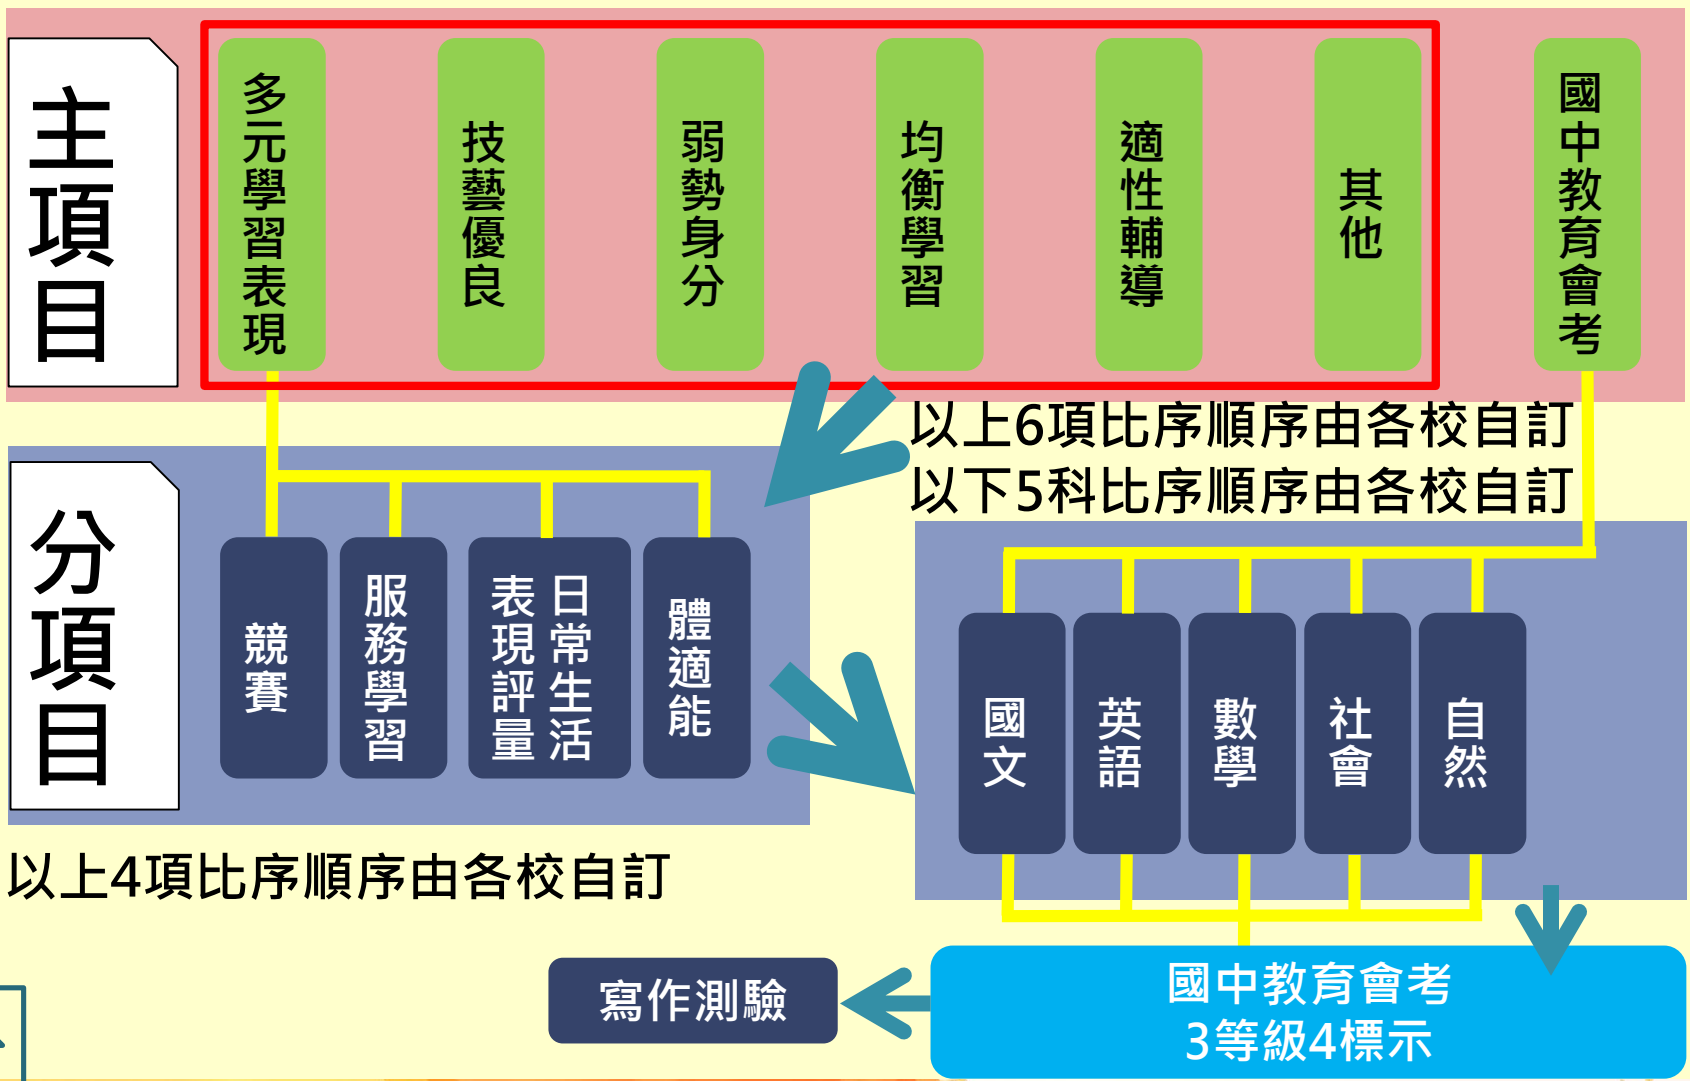 主項目
多元學習表現
技藝優良
弱勢身分
均衡學習
適性輔導
其他
國中教育會考
以上6項比序順序由各校自訂
以下5科比序順序由各校自訂
分項目
競賽
服務學習
日常生活
表現評量
體適能
國文
英語
數學
社會
自然
以上4項比序順序由各校自訂
寫作測驗
國中教育會考
3等級4標示